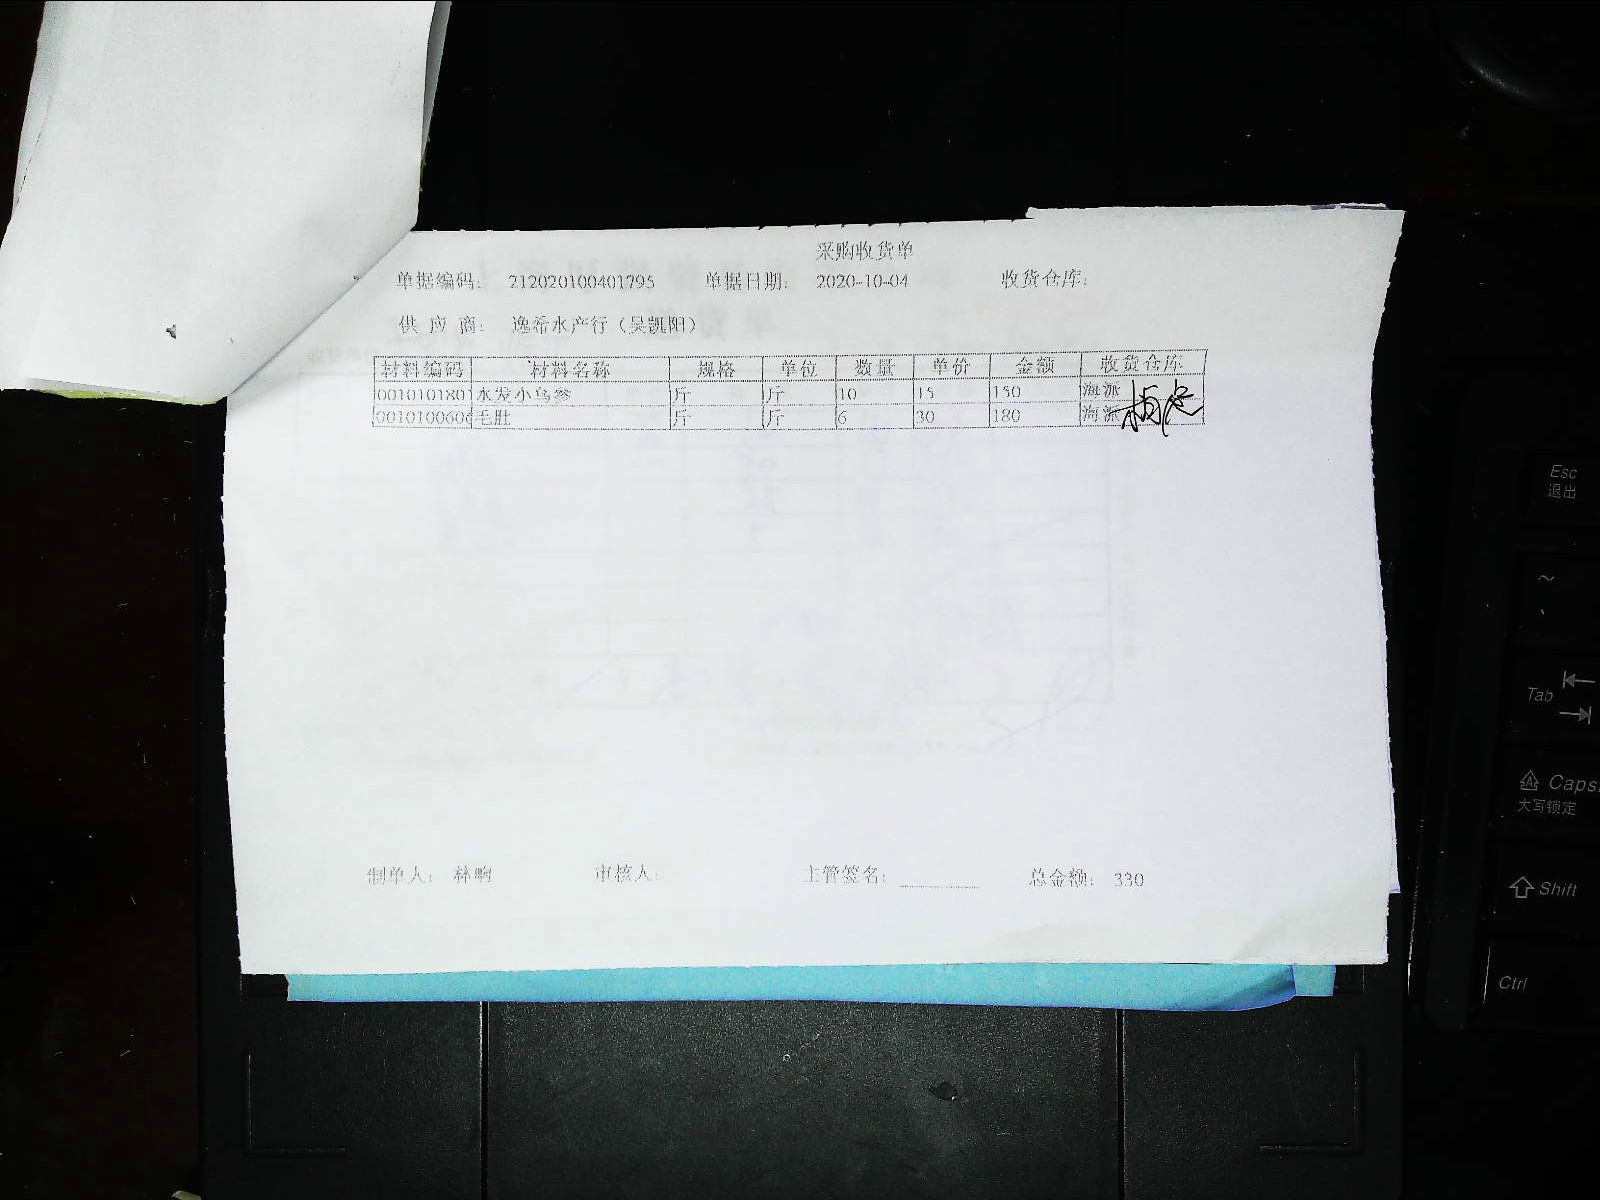 采购收货单
单据编码： 212020100401795 单据日期： 2020-10-04 收货仓库：
供 应 商： 逸希水产行（吴凯阳）
材料编码 材料名称 规格 单位 数量 单价 金额 收货仓库
001010180 水发小乌参 斤 斤 10 15 150 海派
001010060 毛肚 斤 斤 6 30 180 海派
制单人： 林 审核人： 主管签名： 总金额： 330
Esc
退出
~
Tab
Caps
大写锁定
Shift
Ctrl